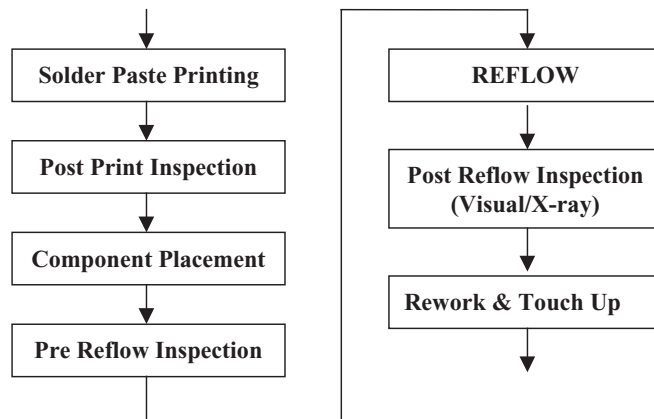 Solder Paste Printing
Post Print Inspection
Component Placement
Pre Reflow Inspection
REFLOW
Post Reflow Inspection
(Visual/X-ray)
Rework & Touch Up